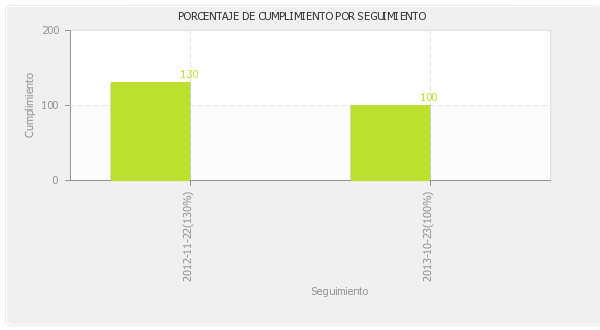 PORCENTAJE DE CUMPLIMIENTO POR SEGUIMIENTO
200
130
100
100
0
Cumplimiento
2012-11-22(130%)
2013-10-23(100%)
Seguimiento